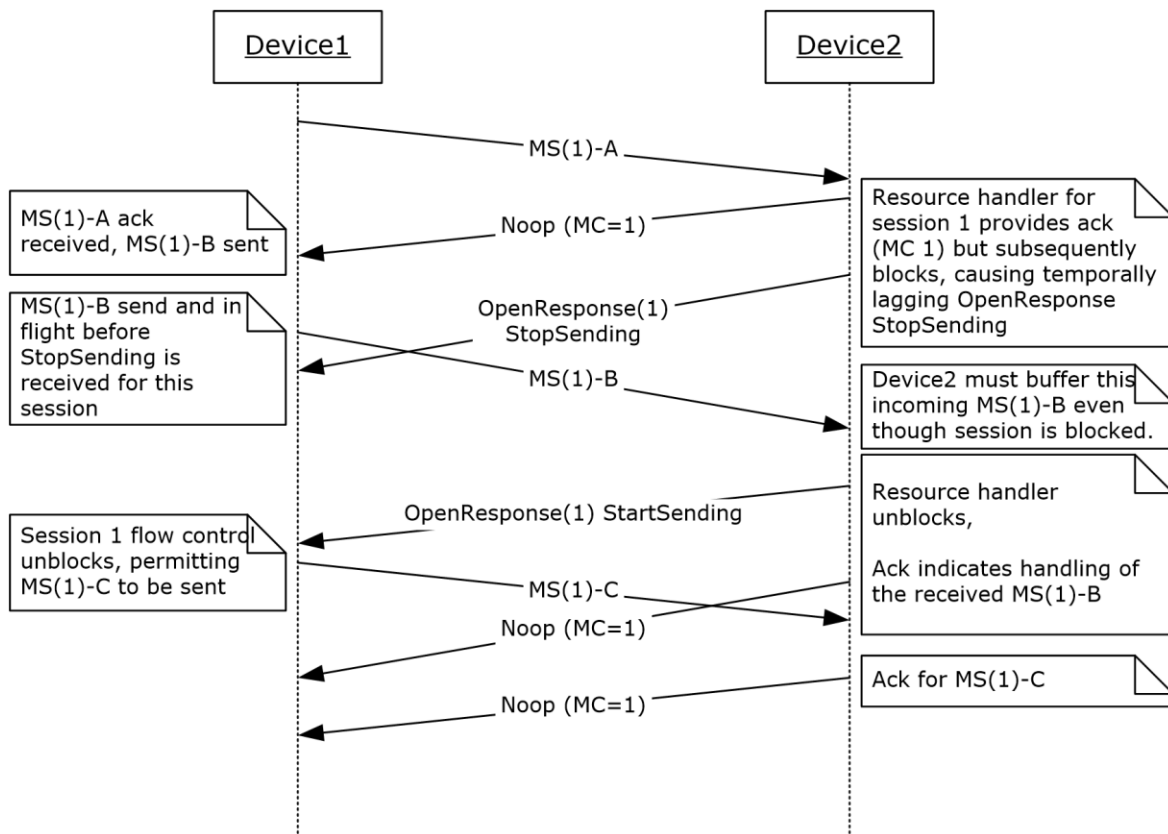 Device1
Device2
MS(1)-A
MS(1)-A ack
received, MS(1)-B sent
Noop (MC=1)
Resource handler for
session 1 provides ack
(MC 1) but subsequently
blocks, causing temporally
lagging OpenResponse
StopSending
OpenResponse(1)
StopSending
MS(1)-B send and in
flight before
StopSending is
received for this
session
MS(1)-B
Device2 must buffer this
incoming MS(1)-B even
though session is blocked.
OpenResponse(1) StartSending
Resource handler
unblocks,
Ack indicates handling of
the received MS(1)-B
Session 1 flow control
unblocks, permitting
MS(1)-C to be sent
MS(1)-C
Noop (MC=1)
Ack for MS(1)-C
Noop (MC=1)